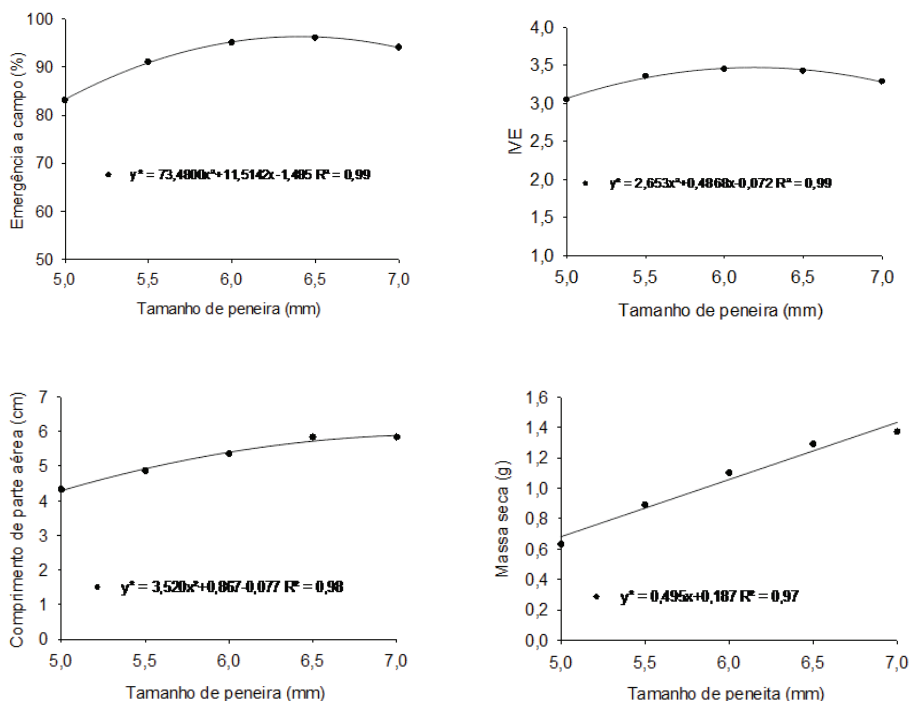 Emergência a campo (%)
100
90
80
70
60
50
y² = 73,4800x²+11,5142x-1,485 R² = 0,99
5,0 5,5 6,0 6,5 7,0
Tamanho de peneira (mm)
IVE
4,5
4,0
3,5
3,0
2,5
2,0
1,5
1,0
y² = 2,653x²+0,4868x-0,072 R² = 0,99
5,0 5,5 6,0 6,5 7,0
Tamanho de peneira (mm)
Comprimento de parte aérea (cm)
7
6
5
4
3
2
1
0
y² = 3,520x²+0,867-0,077 R² = 0,98
5,0 5,5 6,0 6,5 7,0
Tamanho de peneira (mm)
Massa seca (g)
1,6
1,4
1,2
1,0
0,8
0,6
0,4
0,2
0,0
y² = 0,495x+0,187 R² = 0,97
5,0 5,5 6,0 6,5 7,0
Tamanho de peneita (mm)